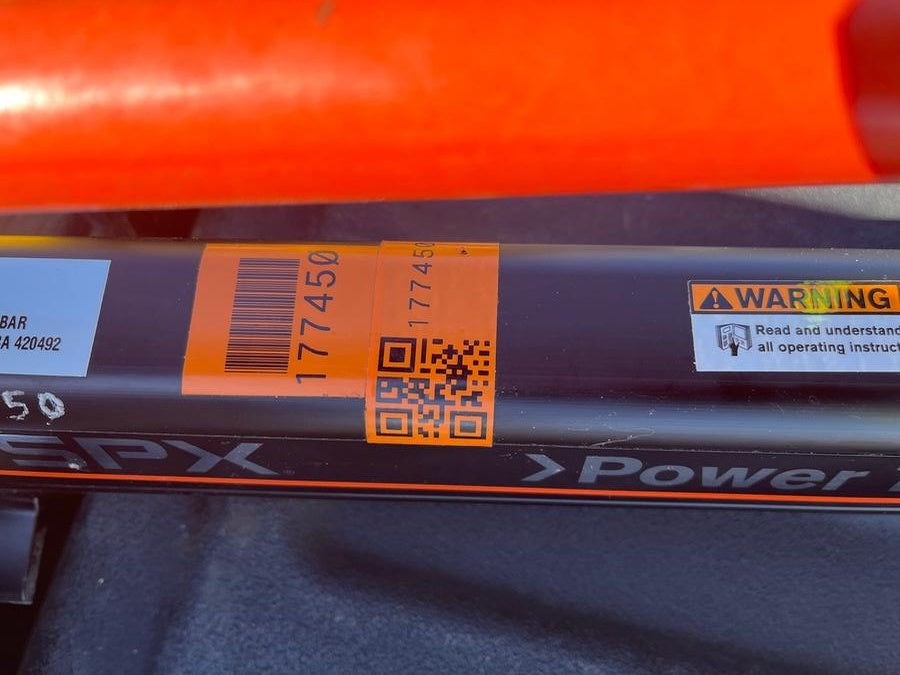 BAR
A 420492
50
177450
177450
WARNING
Read and understand
all operating instruct
SPX
Power